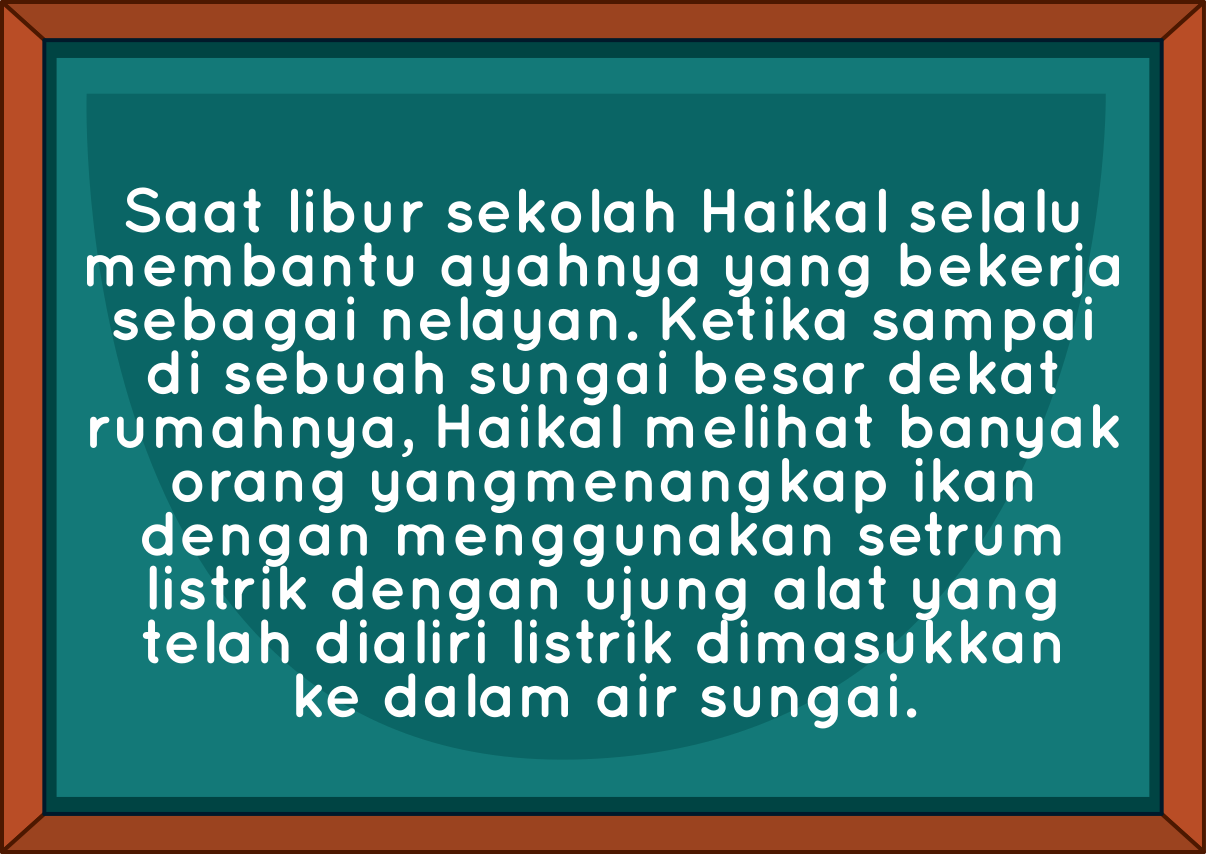 Saat libur sekolah Haikal selalu
membantu ayahnya yang bekerja
sebagai nelayan. Ketika sampai
di sebuah sungai besar dekat
rumahnya, Haikal melihat banyak
orang yangmenangkap ikan
dengan menggunakan setrum
listrik dengan ujung alat yang
telah dialiri listrik dimasukkan
ke dalam air sungai.